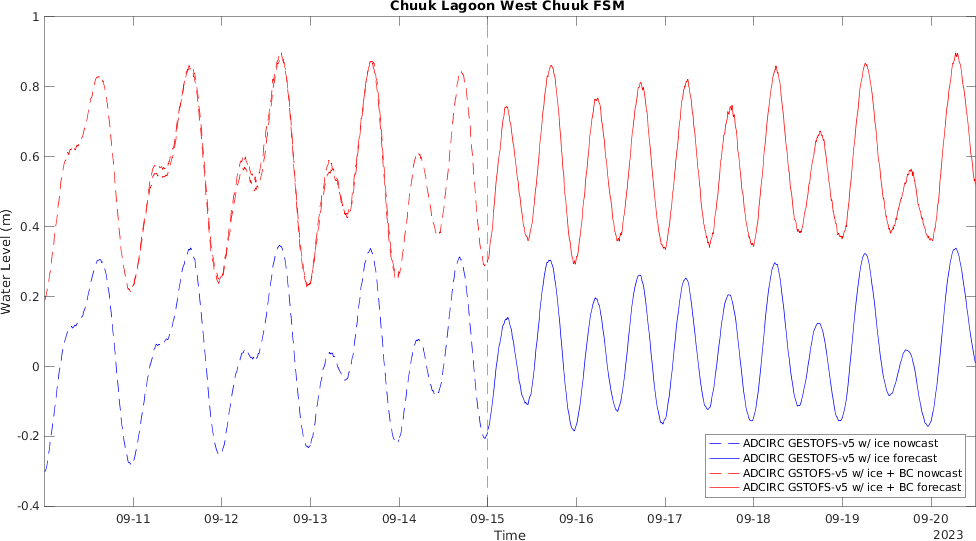 Chuuk Lagoon West Chuuk FSM
1
0.8
0.6
0.4
0.2
0
-0.2
-0.4
Water Level (m)
09-11 09-12 09-13 09-14 09-15 09-16 09-17 09-18 09-19 09-20
Time
2023
ADCIRC GESTOFS-v5 w/ ice nowcast
ADCIRC GESTOFS-v5 w/ ice forecast
ADCIRC GSTOFS-v5 w/ ice + BC nowcast
ADCIRC GSTOFS-v5 w/ ice + BC forecast